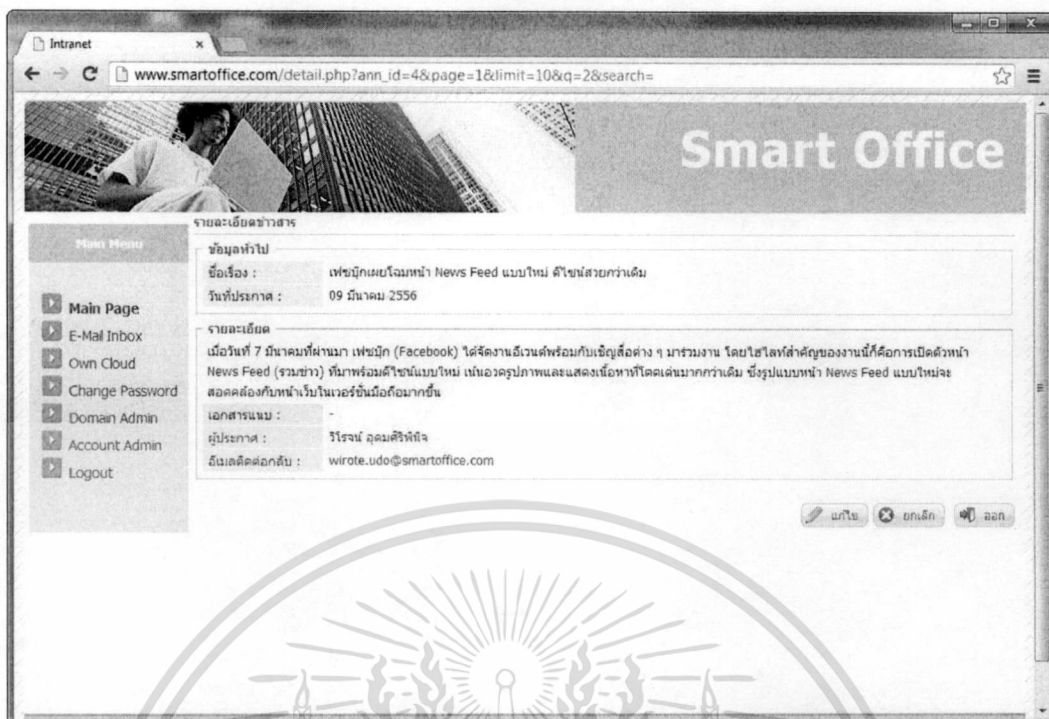 Intranet
www.smartoffice.com/detail.php?ann_id=4&page=1&limit=10&q=2&search=
Smart Office
Main Menu
Main Page
E-Mail Inbox
Own Cloud
Change Password
Domain Admin
Account Admin
Logout
รายละเอียดข่าวสาร
ข้อมูลทั่วไป
ชื่อเรื่อง : เฟซบุ๊กเผยโฉมหน้า News Feed แบบใหม่ ดีไซน์สวยกว่าเดิม
วันที่ประกาศ : 09 มีนาคม 2556
รายละเอียด
เมื่อวันที่ 7 มีนาคมที่ผ่านมา เฟซบุ๊ก (Facebook) ได้จัดงานอีเวนต์พร้อมกับเชิญสื่อต่าง ๆ มาร่วมงาน โดยไฮไลท์สำคัญของงานนี้ก็คือการเปิดตัวหน้า
News Feed (รวมข่าว) ที่มาพร้อมดีไซน์แบบใหม่ เน้นอวดรูปภาพและแสดงเนื้อหาที่โดดเด่นมากกว่าเดิม ซึ่งรูปแบบหน้า News Feed แบบใหม่จะ
สอดคล้องกับหน้าเว็บในเวอร์ชั่นมือถือมากขึ้น
เอกสารแนบ : -
ผู้ประกาศ : วิโรจน์ อุดมศิริพินิจ
อีเมลติดต่อกลับ : wirote.udo@smartoffice.com
แก้ไข ยกเลิก ออก